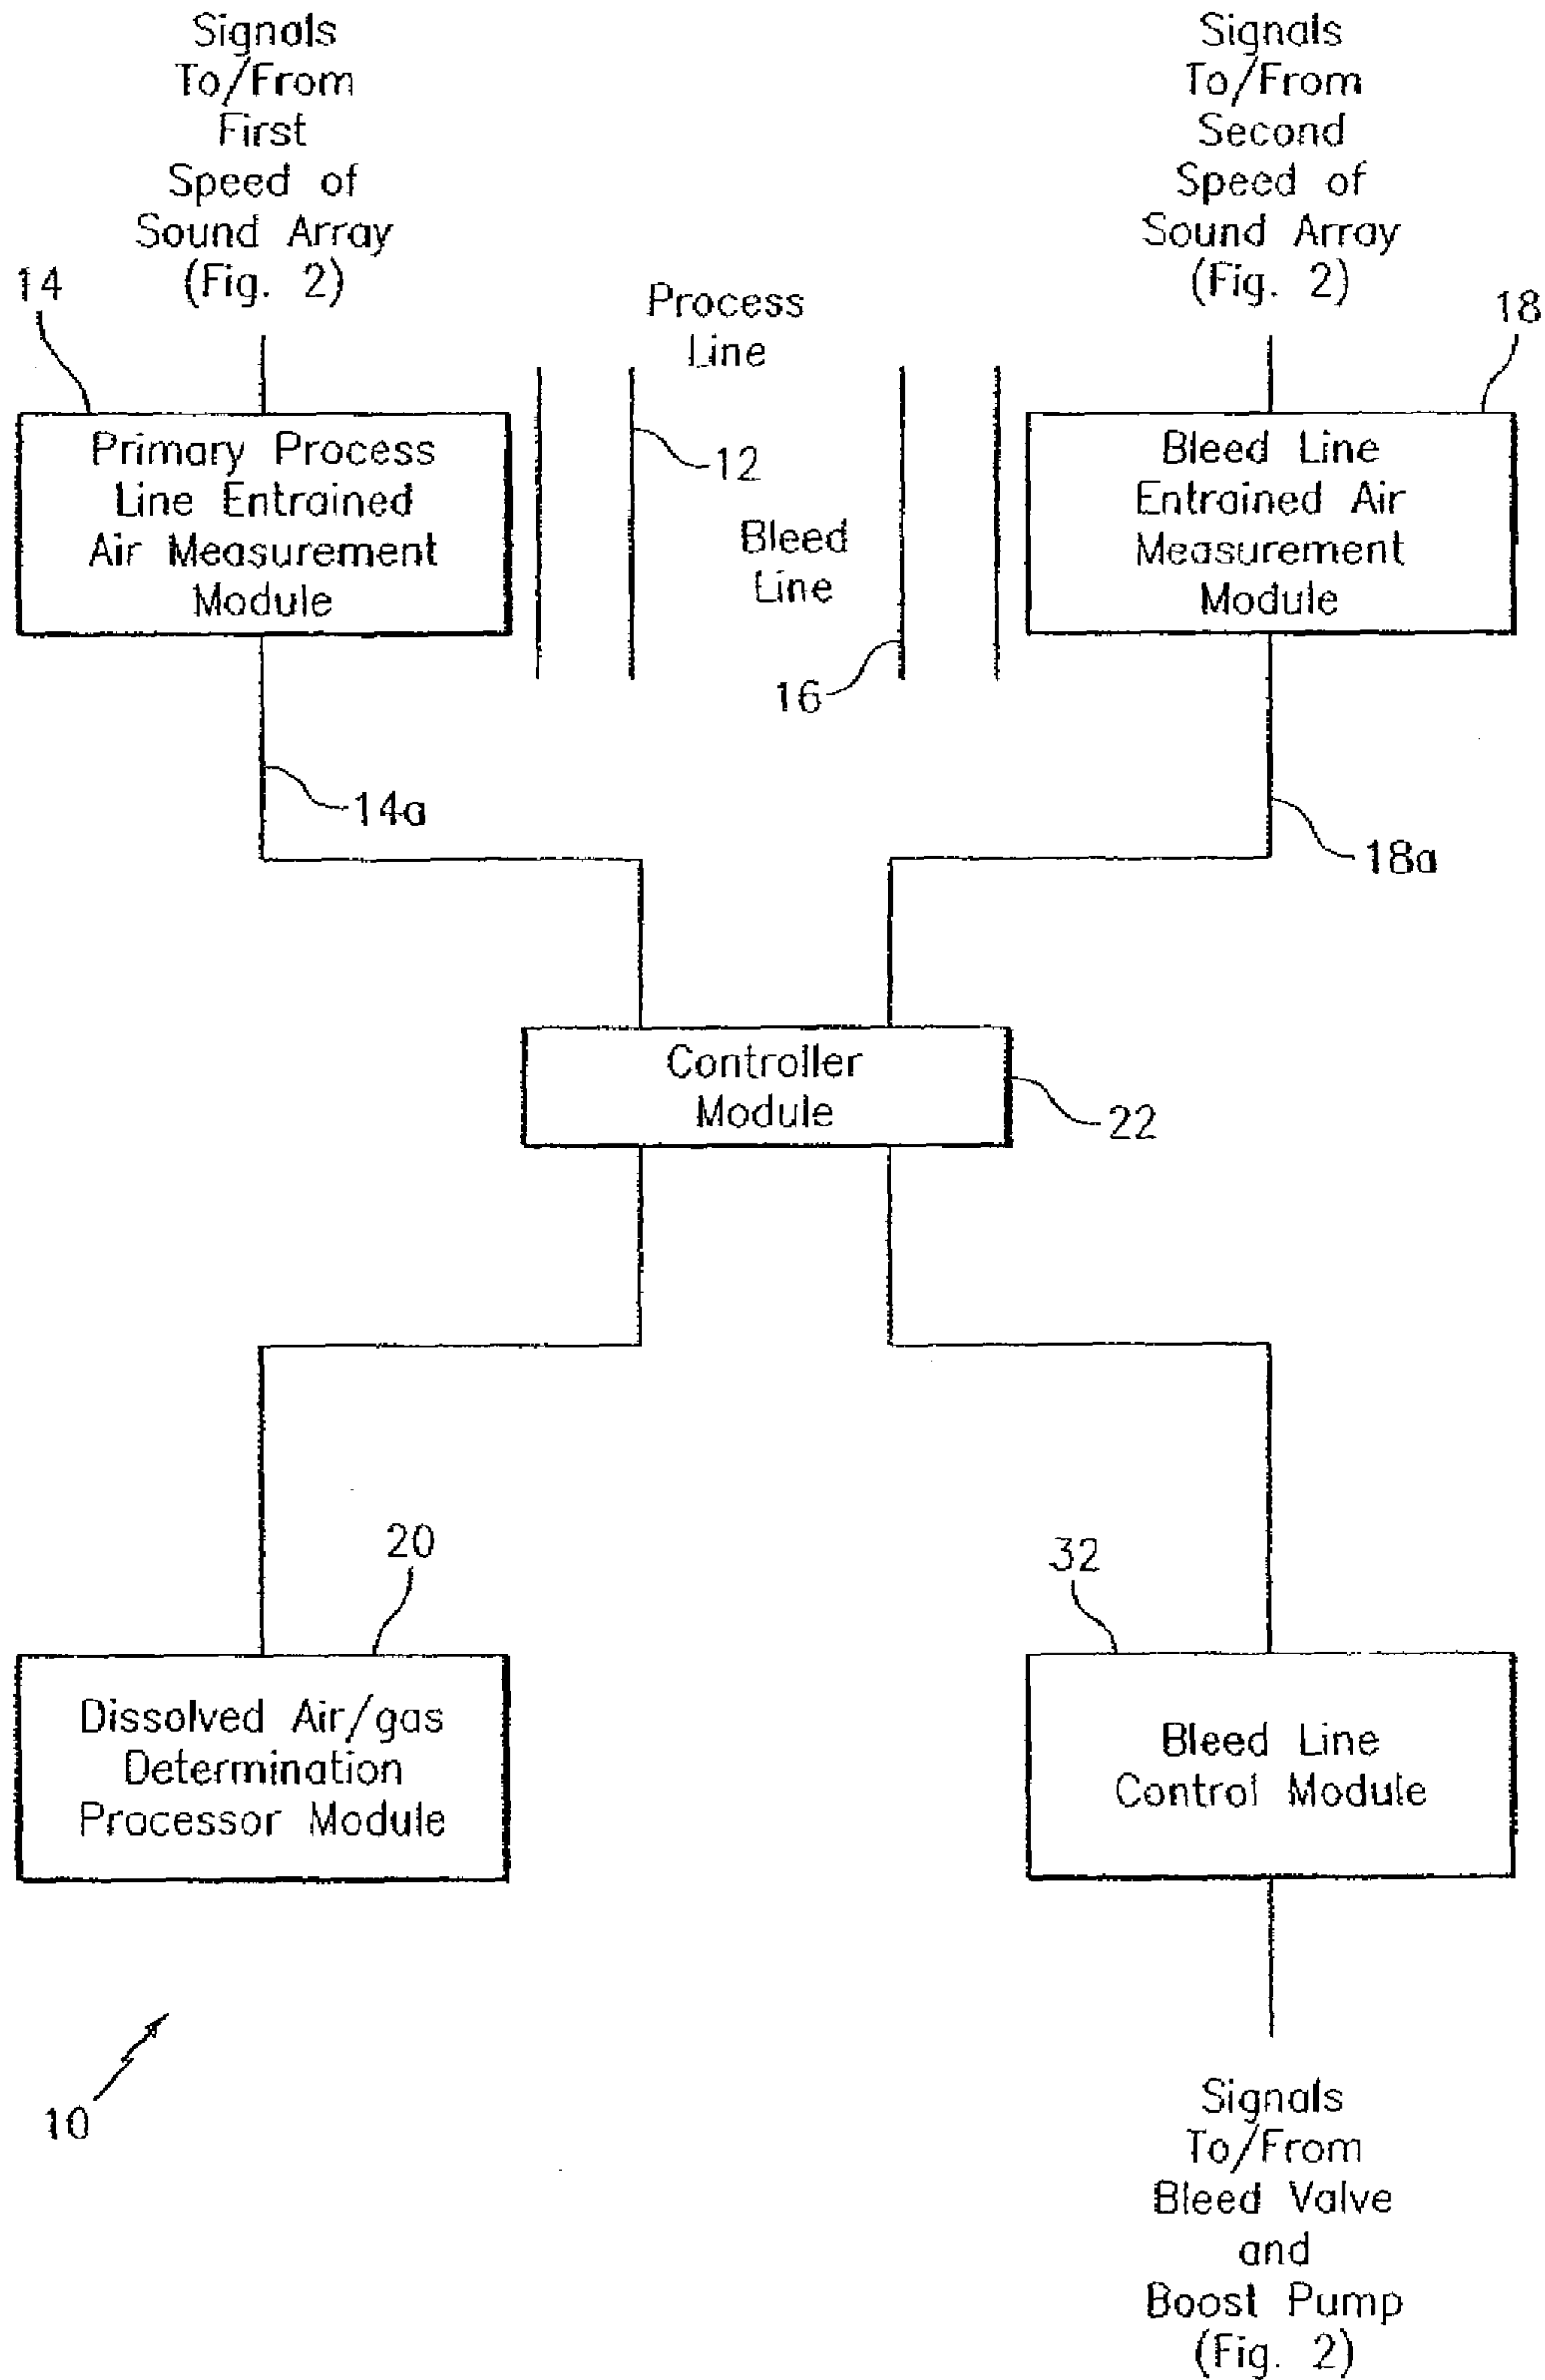 Signals
To/From
First
Speed of
Sound Array
(Fig. 2)
Signals
To/From
Second
Speed of
Sound Array
(Fig. 2)
14
Process
Line
18
Primary Process
Line Entrained
Air Measurement
Module
12
Bleed
Line
16
Bleed Line
Entrained Air
Measurement
Module
14a
18a
Controller
Module
22
20
32
Dissolved Air/gas
Determination
Processor Module
Bleed Line
Control Module
10
Signals
To/From
Bleed Valve
and
Boost Pump
(Fig. 2)